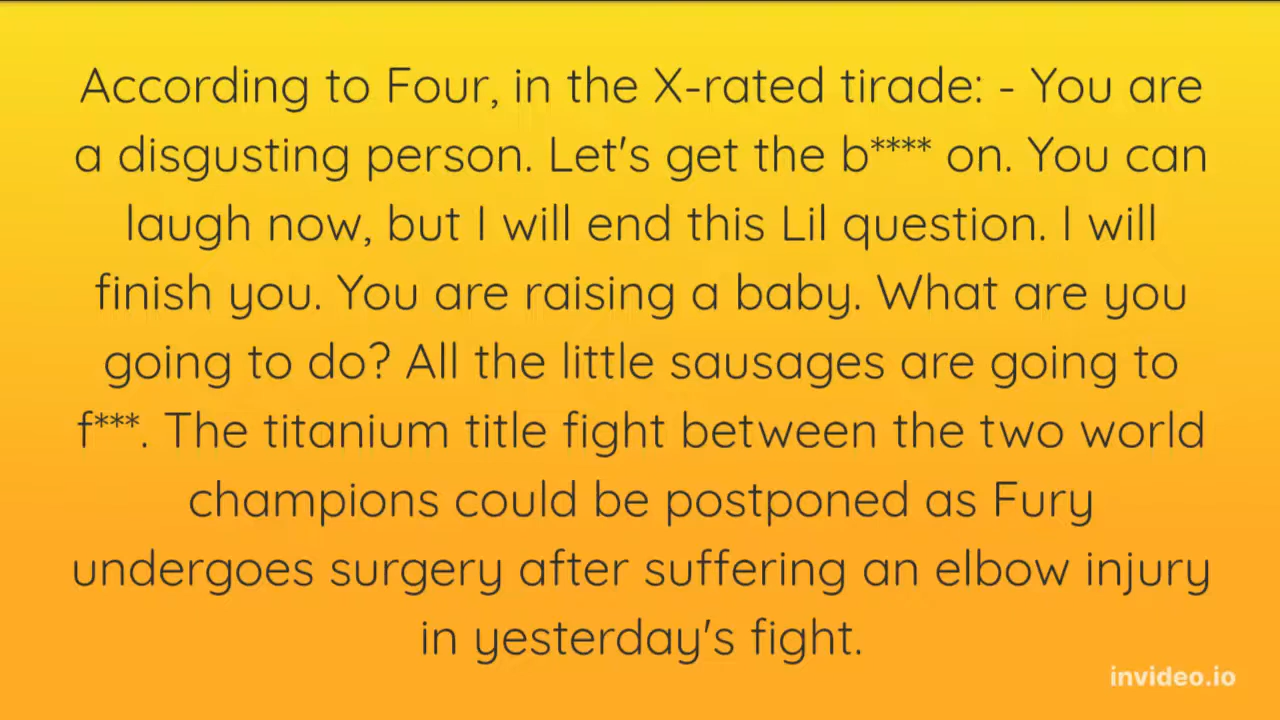 According to Four, in the X-rated tirade: - You are
a disgusting person. Let's get the b**** on. You can
laugh now, but I will end this Lil question. I will
finish you. You are raising a baby. What are you
going to do? All the little sausages are going to
f***. The titanium title fight between the two world
champions could be postponed as Fury
undergoes surgery after suffering an elbow injury
in yesterday's fight.
invideo.io